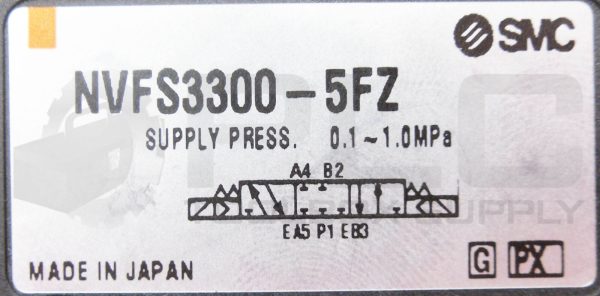 SMC
NVFS3300-5FZ
SUPPLY PRESS. 0.1~1.0MPa
A4 B2
EA5 P1 EB3
MADE IN JAPAN G PX